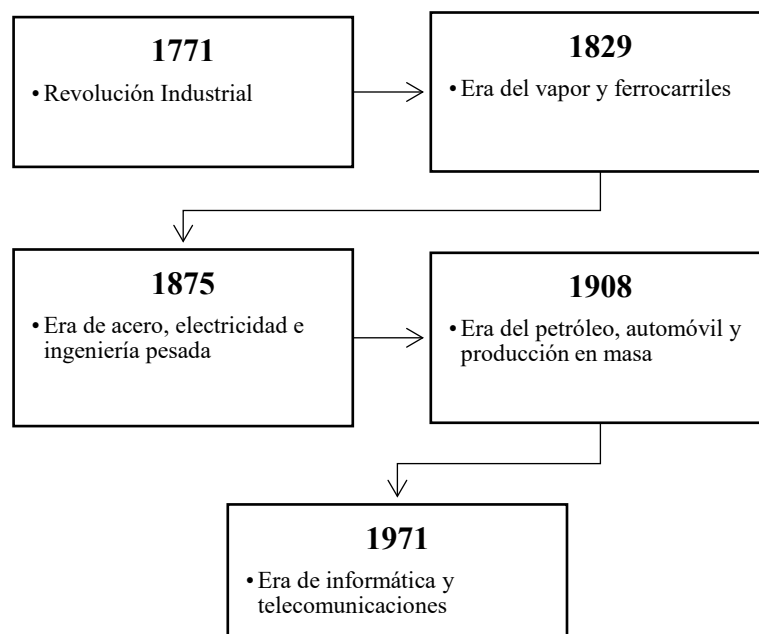 1771
• Revolución Industrial
1829
• Era del vapor y ferrocarriles
1875
• Era de acero, electricidad e
ingeniería pesada
1908
• Era del petróleo, automóvil y
producción en masa
1971
• Era de informática y
telecomunicaciones